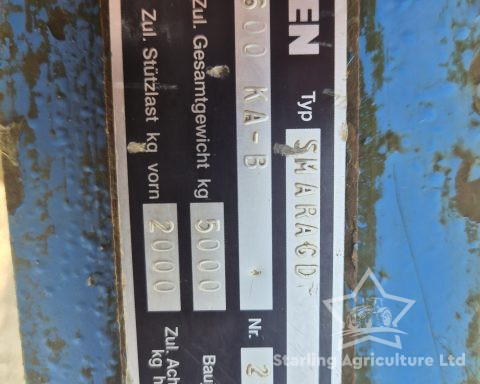 EN
Typ SMARAGD
600 KA-B Nr. 2
Zul. Gesamtgewicht kg 5000 Bau
Zul. Stützlast kg vorn 2000 Zul. Ach
kg h
Starling Agriculture Ltd